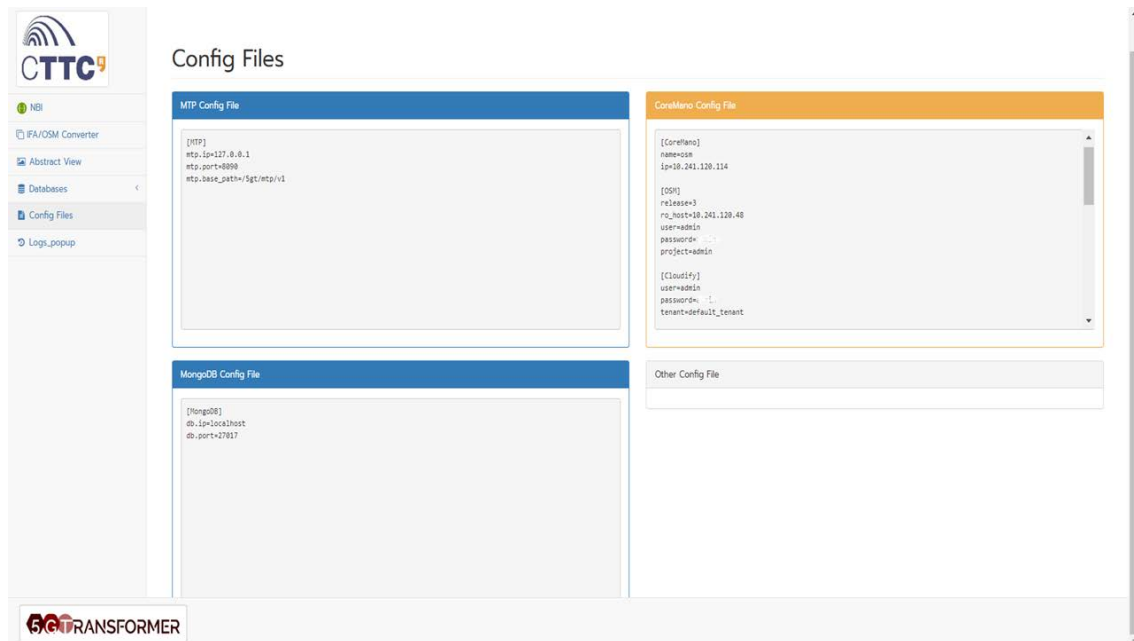 CTTC9
NBI
IFA/OSM Converter
Abstract View
Databases
Config Files
Logs_popup
Config Files
MTP Config File
[MTP]
mtp.ip=127.0.0.1
mtp.port=8090
mtp.base_path=/5gt/mtp/v1
CoreMano Config File
[CoreMano]
name=osm
ip=10.241.120.114
[OSM]
release=3
ro_host=10.241.120.48
user=admin
password=
project=admin
[Cloudify]
user=admin
password=
tenant=default_tenant
MongoDB Config File
[MongoDB]
db.ip=localhost
db.port=27017
Other Config File
5GTRANSFORMER